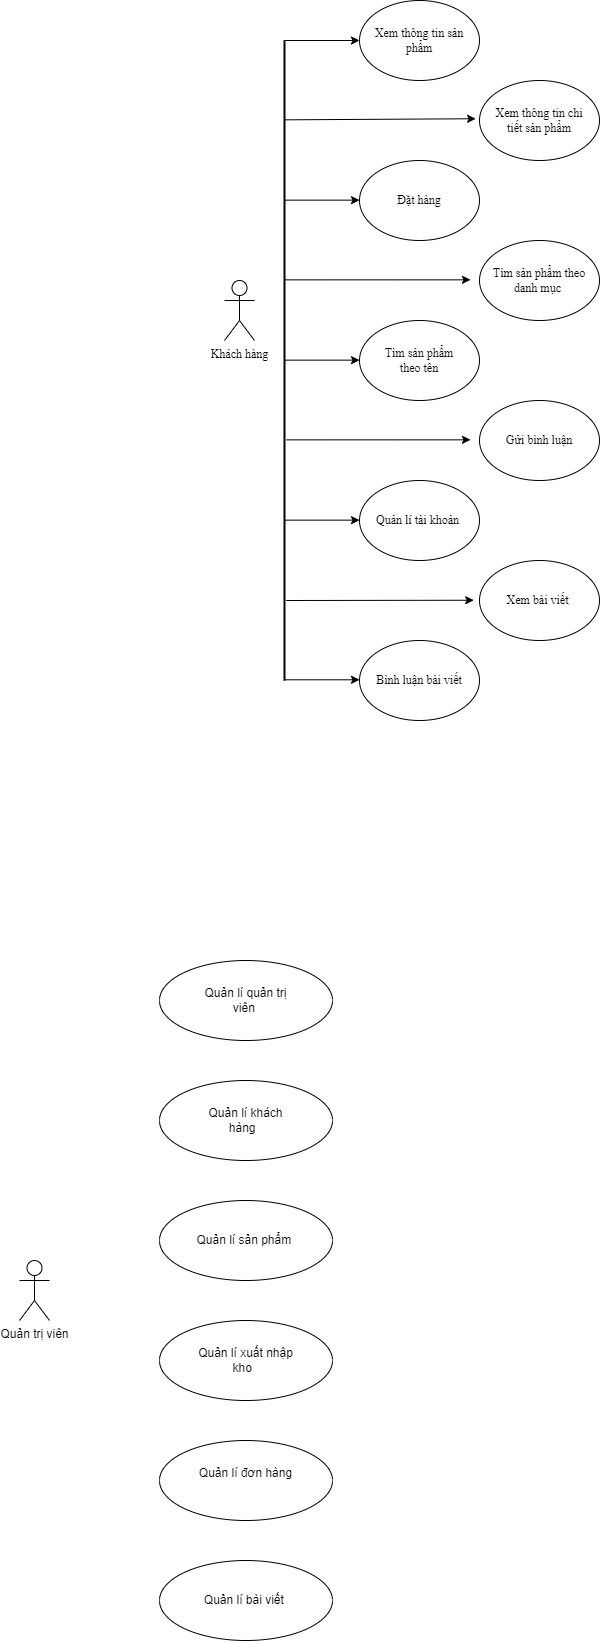 Xem thông tin sản
phẩm
Xem thông tin chi
tiết sản phẩm
Đặt hàng
Tìm sản phẩm theo
danh mục
Khách hàng
Tìm sản phẩm
theo tên
Gửi bình luận
Quản lí tài khoản
Xem bài viết
Bình luận bài viết
Quản lí quản trị
viên
Quản lí khách
hàng
Quản lí sản phẩm
Quản trị viên
Quản lí xuất nhập
kho
Quản lí đơn hàng
Quản lí bài viết